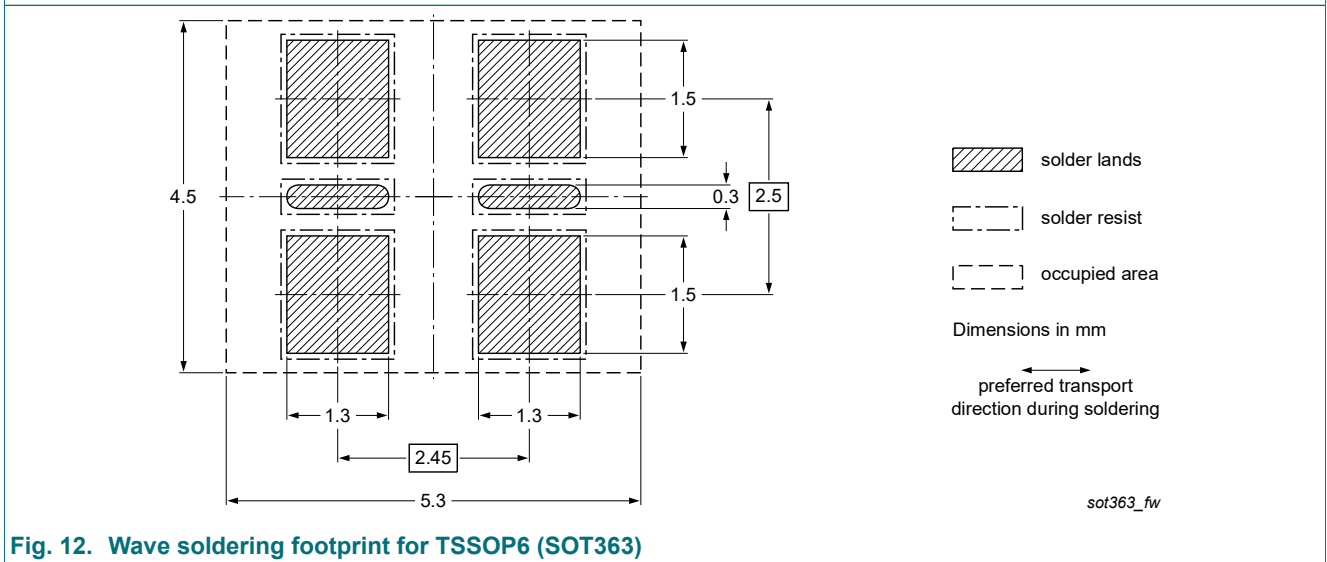 1.5
solder lands
4.5
0.3
2.5
solder resist
occupied area
1.5
Dimensions in mm
preferred transport
direction during soldering
1.3
1.3
2.45
5.3
sot363_fw
Fig. 12. Wave soldering footprint for TSSOP6 (SOT363)